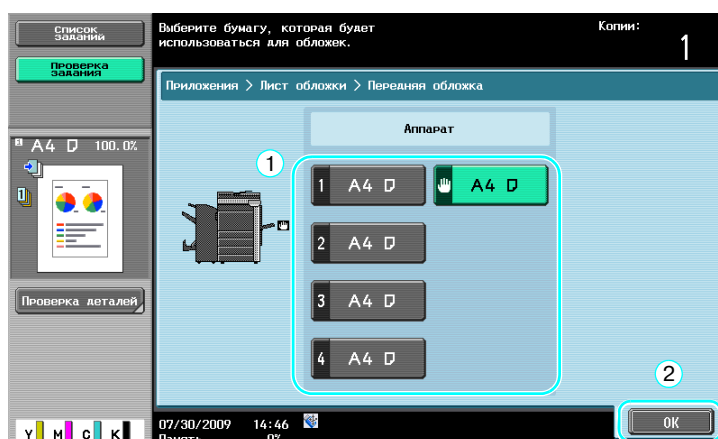 Список
заданий
Выберите бумагу, которая будет
использоваться для обложек.
Копии:
1
Проверка
задания
Приложения > Лист обложки > Передняя обложка
Аппарат
A4 100.0%
1
1 A4
A4
1
2 A4
3 A4
4 A4
Проверка деталей
2
OK
07/30/2009 14:46
Память 0%
Y M C K